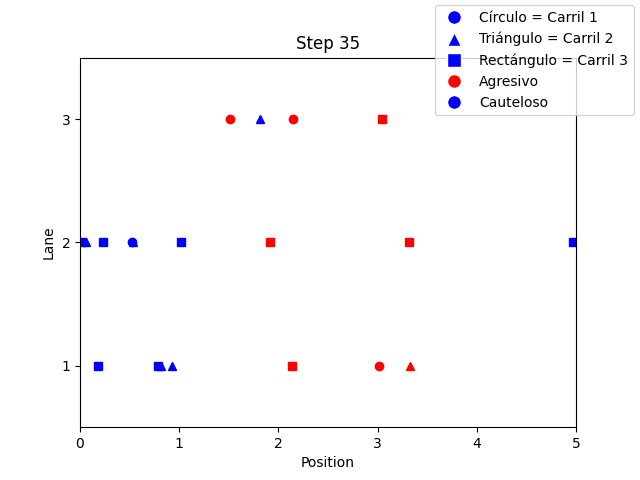 Step 35
Círculo = Carril 1
Triángulo = Carril 2
Rectángulo = Carril 3
Agresivo
Cauteloso
Lane
3
2
1
0 1 2 3 4 5
Position